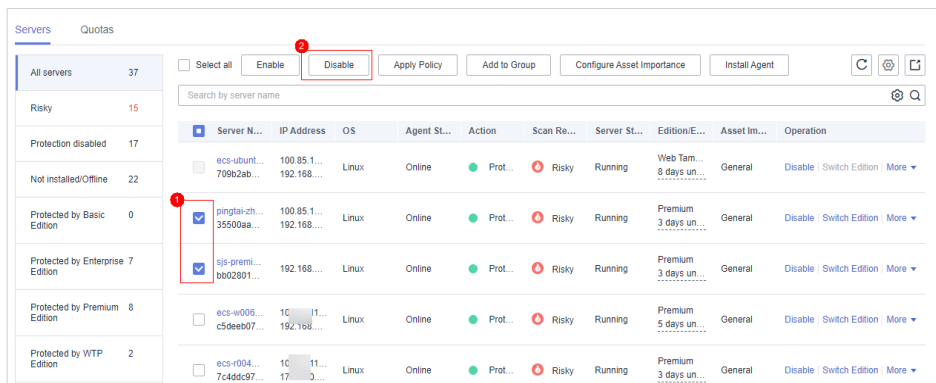 Servers Quotas
2
All servers 37
Select all Enable Disable Apply Policy Add to Group Configure Asset Importance Install Agent
Search by server name
Risky 15
Server N... IP Address OS Agent St... Action Scan Re... Server St... Edition/E... Asset Im... Operation
Protection disabled 17
ecs-ubunt... 100.85.1... Linux Online Prot... Risky Running Web Tam... General Disable Switch Edition More
709b2ab... 192.168.... 8 days un...
Not installed/Offline 22
1
Protected by Basic 0
Edition
pingtai-zh... 100.85.1... Linux Online Prot... Risky Running Premium General Disable Switch Edition More
35500aa... 192.168.... 3 days un...
Protected by Enterprise 7
Edition
sjs-premi... 192.168.... Linux Online Prot... Risky Running Premium General Disable Switch Edition More
bb02801... 3 days un...
Protected by Premium 8
Edition
ecs-w006... Linux Online Prot... Risky Running Premium General Disable Switch Edition More
c5deeb07... 192.168.... 5 days un...
Protected by WTP 2
Edition
ecs-r004... Linux Online Prot... Risky Running Premium General Disable Switch Edition More
7c4ddc97... 3 days un...